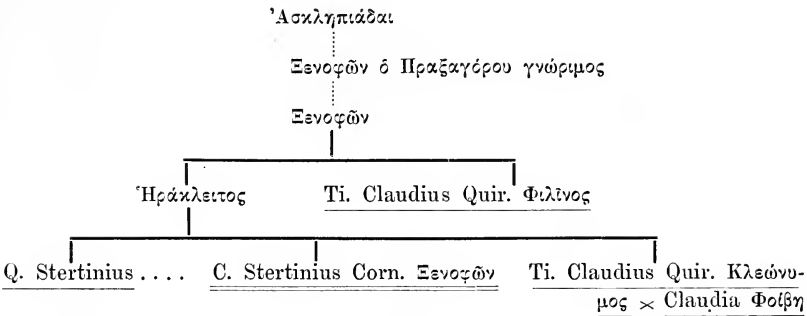 Ἀσκληπιάδαι
Ξενοφῶν ὁ Πραξαγόρου γνώριμος
Ξενοφῶν
Ἡράκλειτος Ti. Claudius Quir. Φιλῖνος
Q. Stertinius.... C. Stertinius Corn. Ξενοφῶν Ti. Claudius Quir. Κλεώνυ-
μος × Claudia Φοίβη